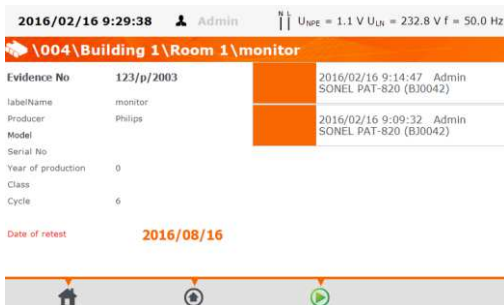 2016/02/16 9:29:38 Admin N L U NPE = 1.1 V U LN = 232.8 V f = 50.0 Hz
\004\Building 1\Room 1\monitor
Evidence No 123/p/2003
labelName monitor
Producer Philips
Model
Serial No
Year of production 0
Class
Cycle 6
Date of retest 2016/08/16
2016/02/16 9:14:47 Admin
SONEL PAT-820 (BJ0042)
2016/02/16 9:09:32 Admin
SONEL PAT-820 (BJ0042)